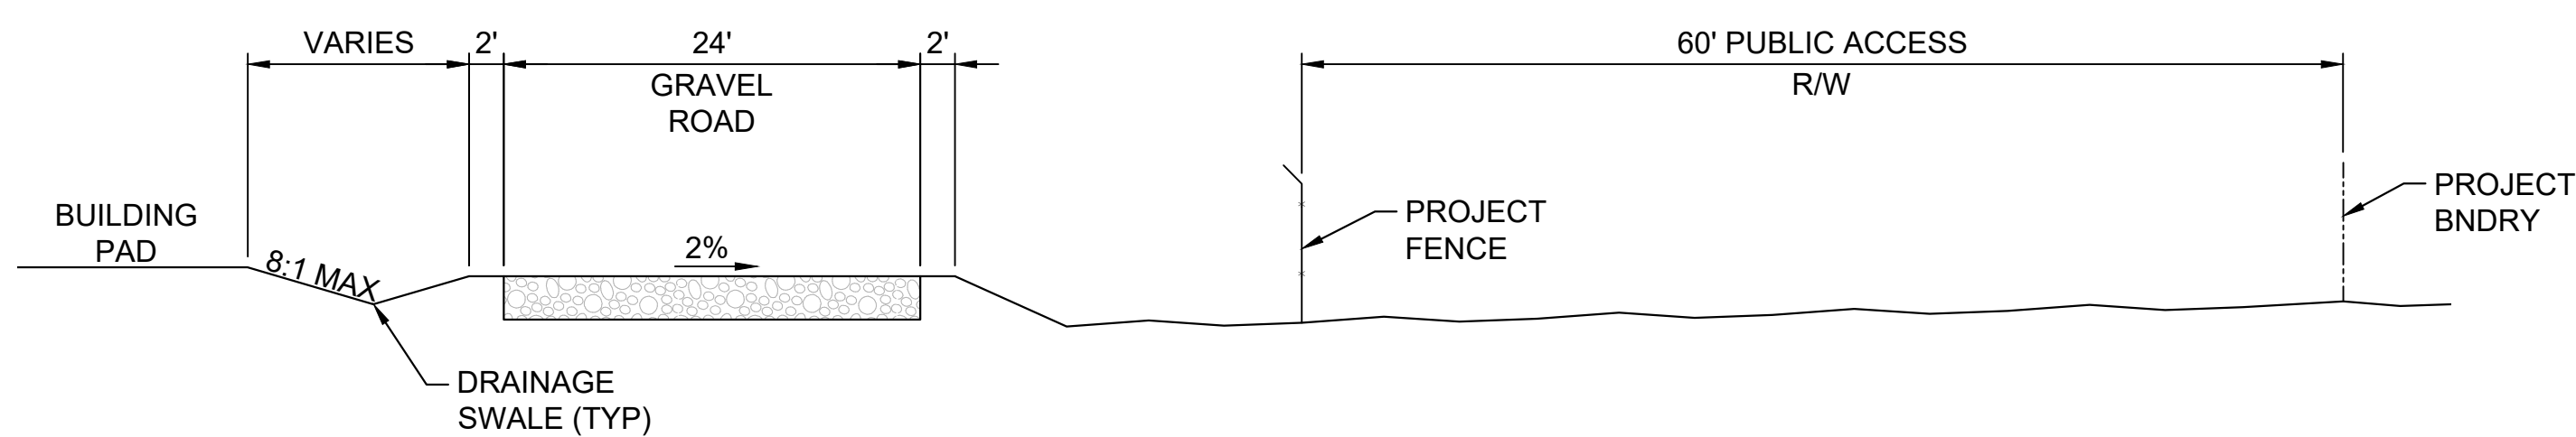 VARIES
2'
24'
2'
GRAVEL
ROAD
60' PUBLIC ACCESS
R/W
BUILDING
PAD
8:1 MAX
2%
PROJECT
FENCE
PROJECT
BNDRY
DRAINAGE
SWALE (TYP)